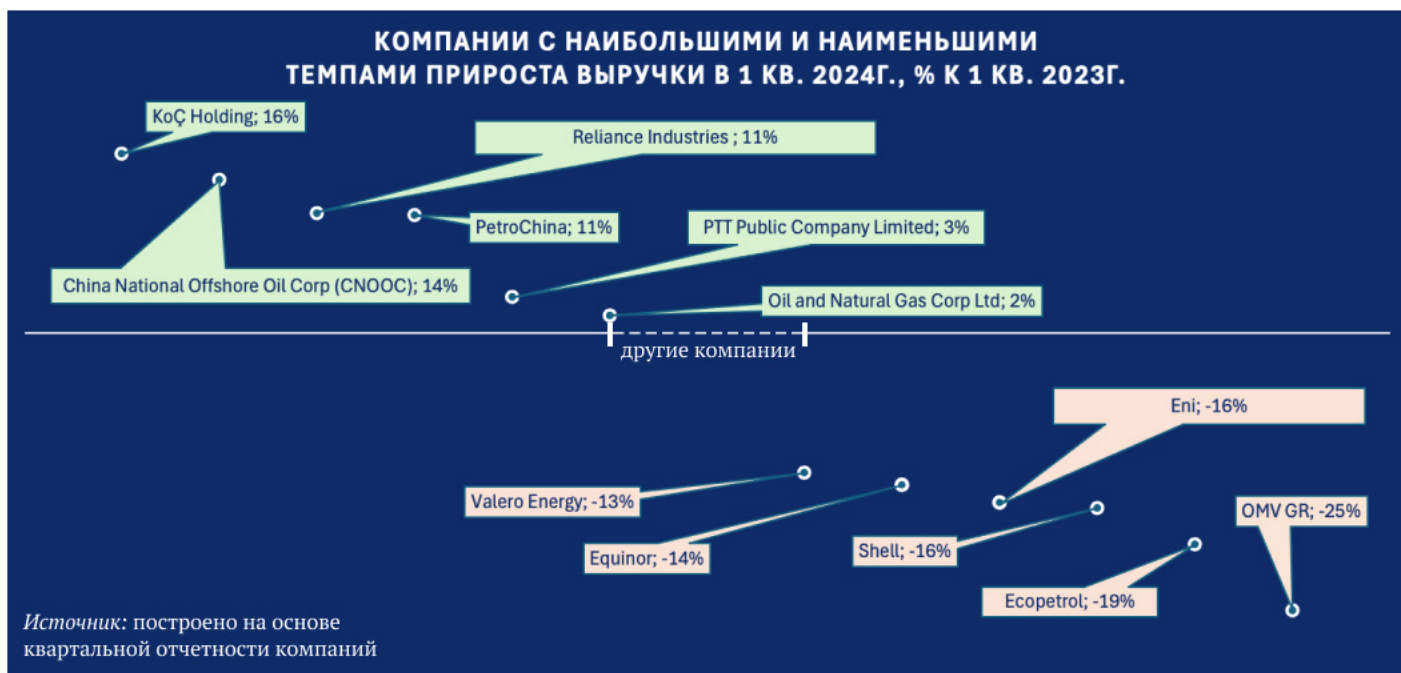 КОМПАНИИ С НАИБОЛЬШИМИ И НАИМЕНЬШИМИ
ТЕМПАМИ ПРИРОСТА ВЫРУЧКИ В 1 КВ. 2024Г., % К 1 КВ. 2023Г.
KoÇ Holding; 16%
Reliance Industries ; 11%
PetroChina; 11%
PTT Public Company Limited; 3%
China National Offshore Oil Corp (CNOOC); 14%
Oil and Natural Gas Corp Ltd; 2%
другие компании
Eni; -16%
Valero Energy; -13%
OMV GR; -25%
Equinor; -14%
Shell; -16%
Ecopetrol; -19%
Источник: построено на основе
квартальной отчетности компаний